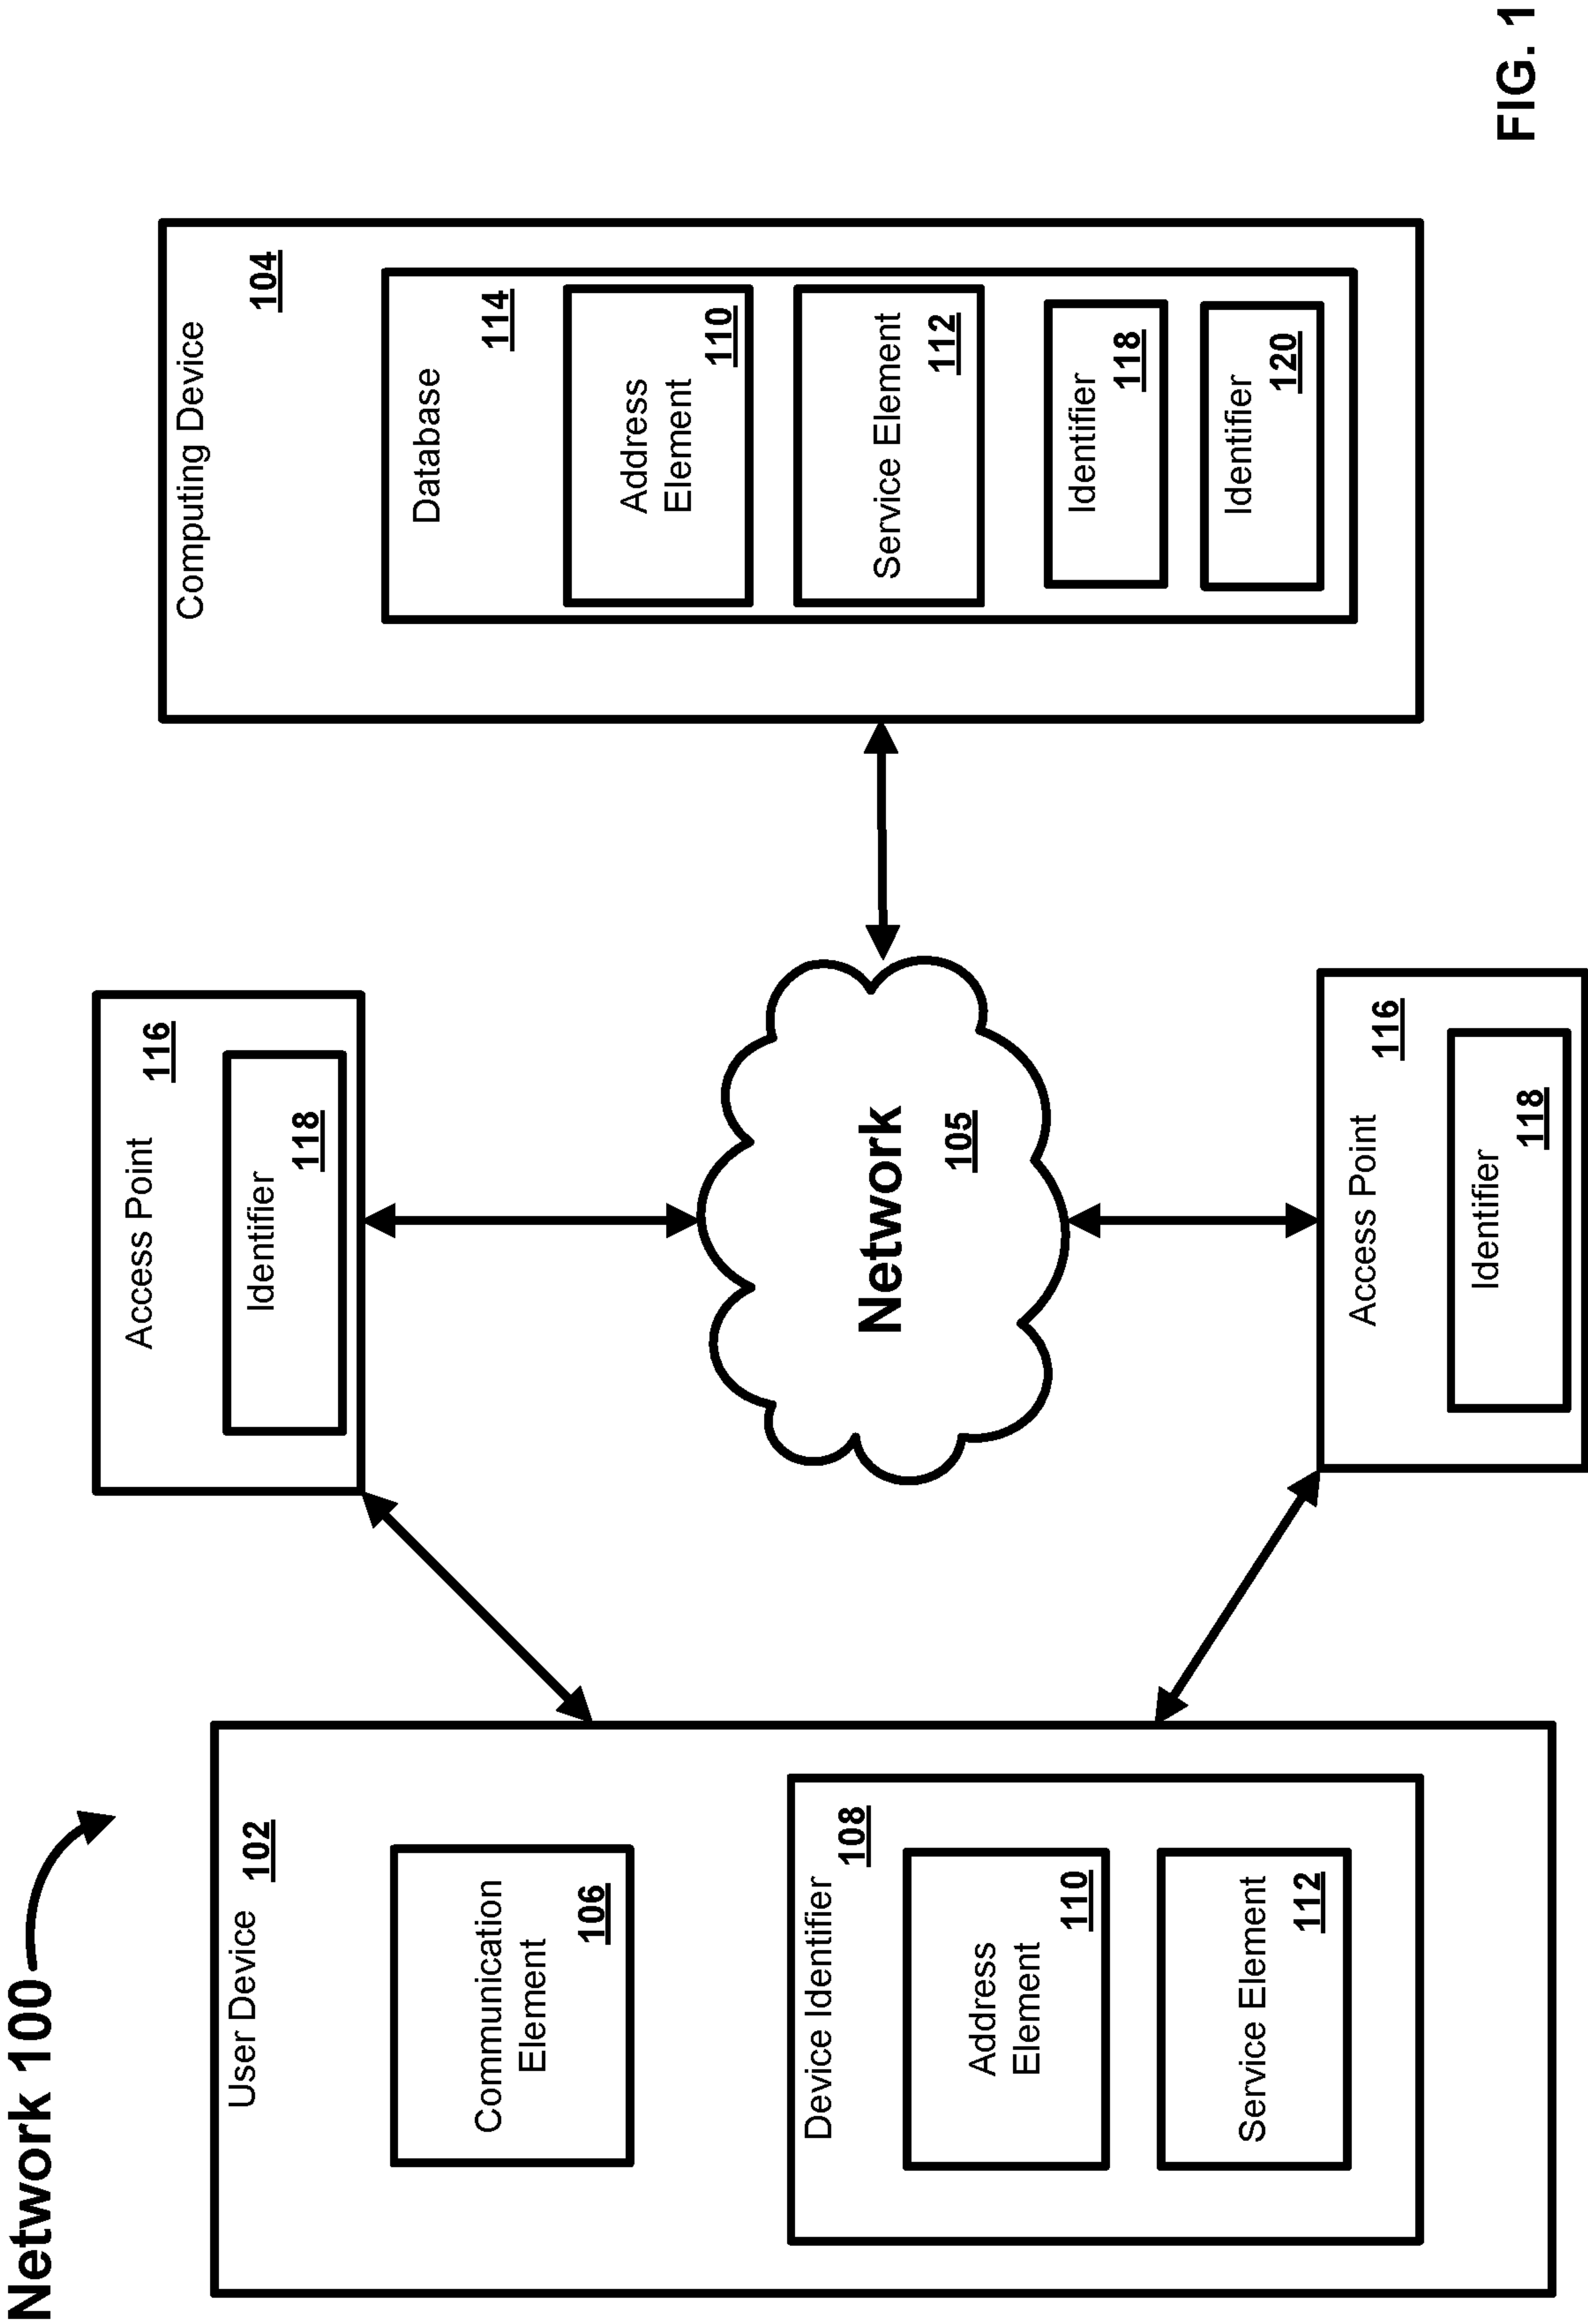 Network 100
User Device
102
Communication
Element
106
Device Identifier
108
Address
Element
110
Service Element
112
Access Point
116
Identifier
118
Network
105
Access Point
116
Identifier
118
Computing Device
104
Database
114
Address
Element
110
Service Element
112
Identifier
118
Identifier
120
FIG. 1